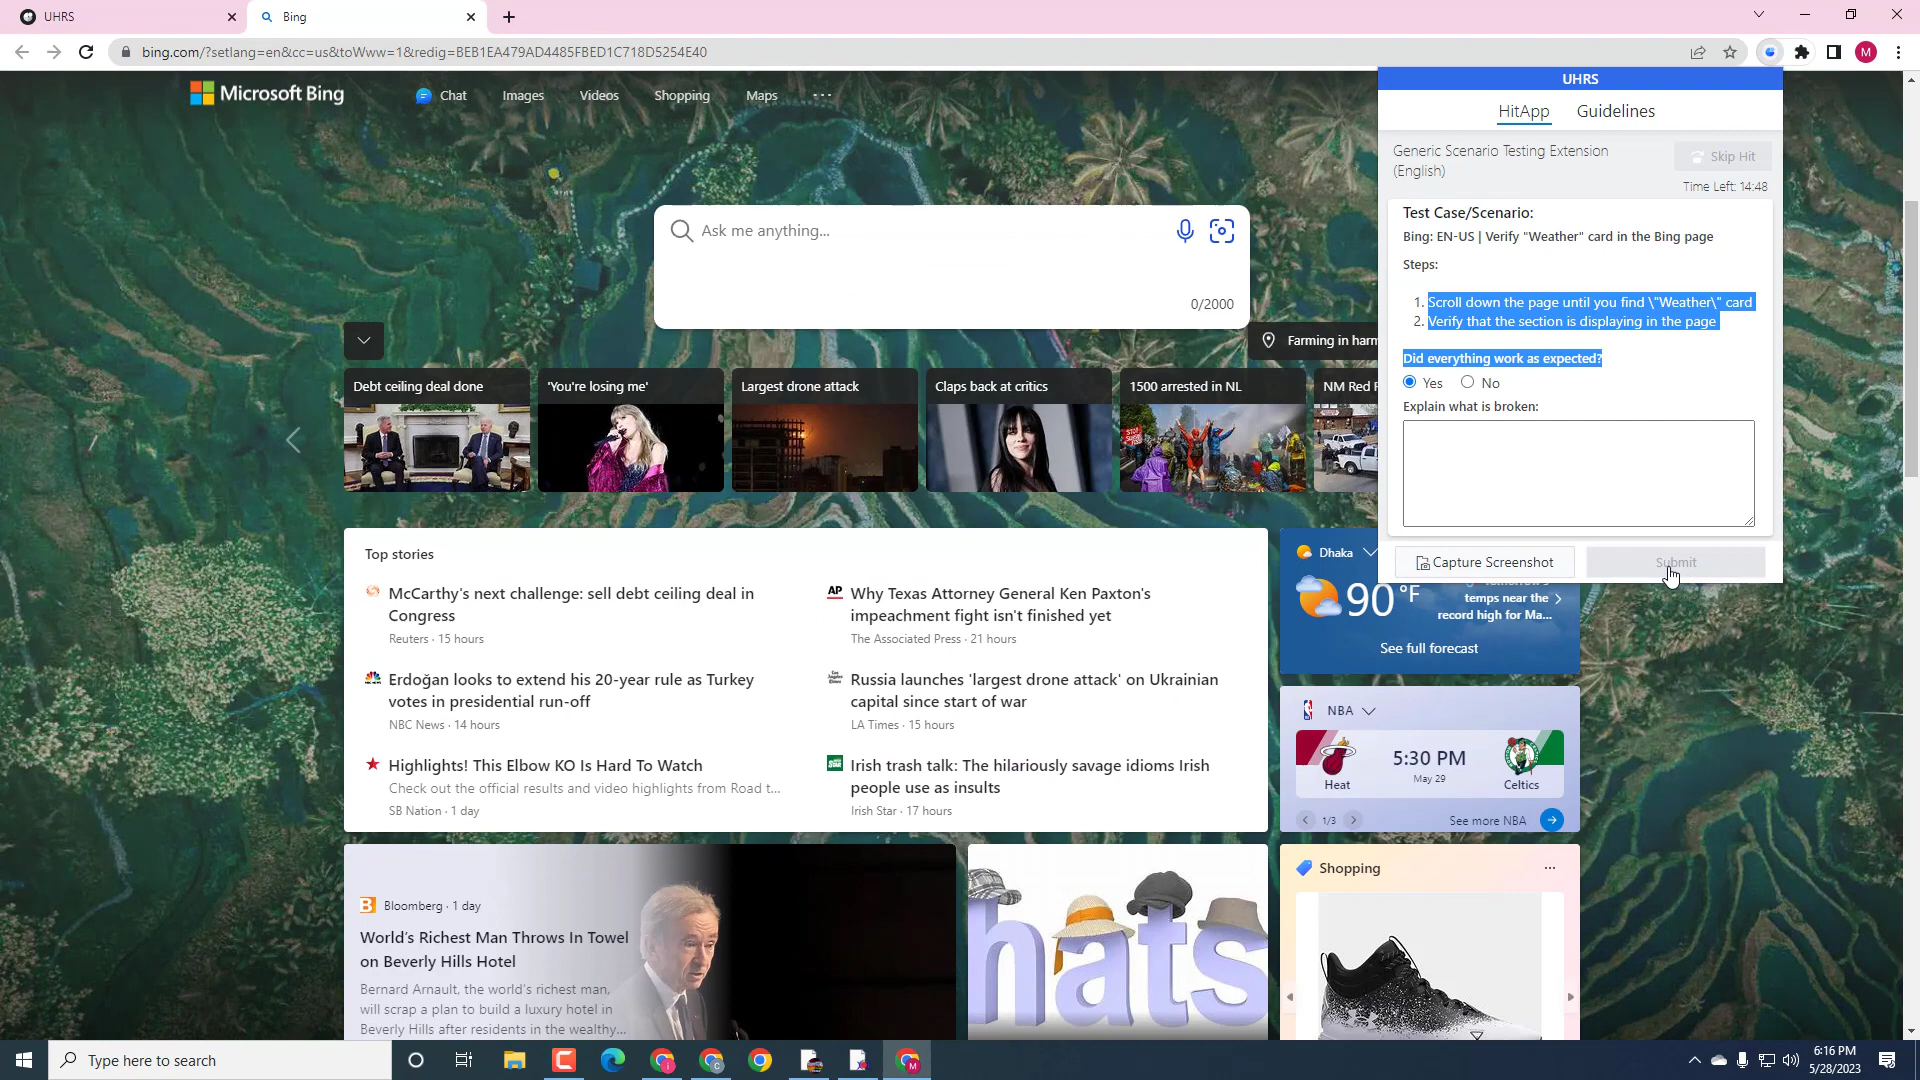 UHRS
Bing
bing.com/?setlang=en&cc=us&toWww=1&redig=BEB1EA479AD4485FBED1C718D5254E40
M
Microsoft Bing
Chat
Images
Videos
Shopping
Maps
Ask me anything...
0/2000
Farming in harm
Debt ceiling deal done
'You're losing me'
Largest drone attack
Claps back at critics
1500 arrested in NL
NM Red R
UHRS
HitApp
Guidelines
Generic Scenario Testing Extension
(English)
Skip Hit
Time Left: 14:48
Test Case/Scenario:
Bing: EN-US | Verify "Weather" card in the Bing page
Steps:
1. Scroll down the page until you find \"Weather\" card
2. Verify that the section is displaying in the page
Did everything work as expected?
Yes
No
Explain what is broken:
Capture Screenshot
Submit
Top stories
McCarthy's next challenge: sell debt ceiling deal in
Congress
Reuters · 15 hours
AP
Why Texas Attorney General Ken Paxton's
impeachment fight isn't finished yet
The Associated Press · 21 hours
Erdoğan looks to extend his 20-year rule as Turkey
votes in presidential run-off
NBC News · 14 hours
Russia launches 'largest drone attack' on Ukrainian
capital since start of war
LA Times · 15 hours
Highlights! This Elbow KO Is Hard To Watch
Check out the official results and video highlights from Road t...
SB Nation · 1 day
Irish trash talk: The hilariously savage idioms Irish
people use as insults
Irish Star · 17 hours
Dhaka
90 °F
temps near the
record high for Ma...
See full forecast
NBA
Heat
5:30 PM
May 29
Celtics
1/3
See more NBA
Bloomberg · 1 day
World's Richest Man Throws In Towel
on Beverly Hills Hotel
Bernard Arnault, the world's richest man,
will scrap a plan to build a luxury hotel in
Beverly Hills after residents in the wealthy...
hats
Shopping
Type here to search
6:16 PM
5/28/2023